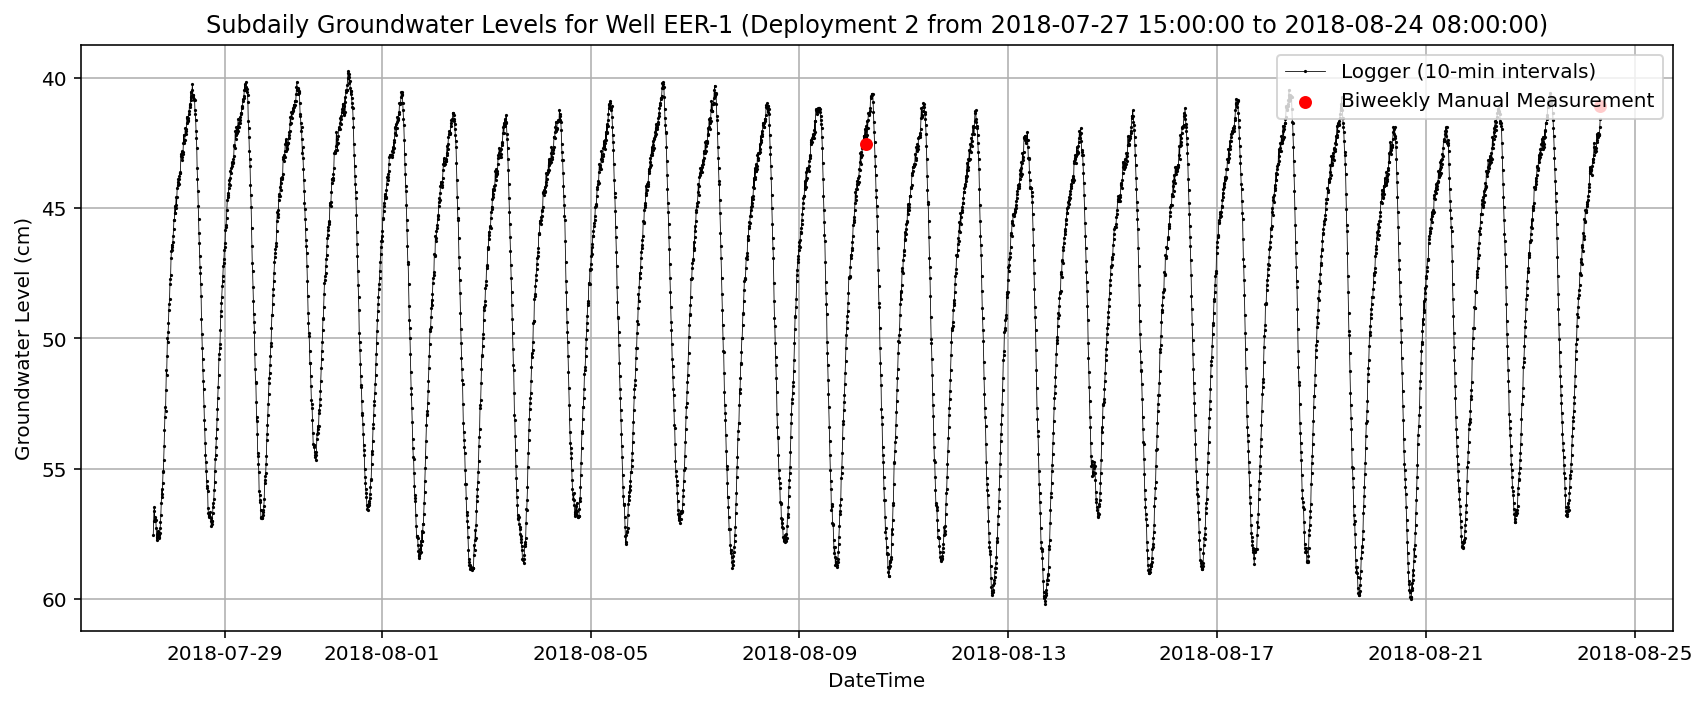 Subdaily Groundwater Levels for Well EER-1 (Deployment 2 from 2018-07-27 15:00:00 to 2018-08-24 08:00:00)
Logger (10-min intervals)
Biweekly Manual Measurement
Groundwater Level (cm)
40
45
50
55
60
2018-07-29 2018-08-01 2018-08-05 2018-08-09 2018-08-13 2018-08-17 2018-08-21 2018-08-25
DateTime